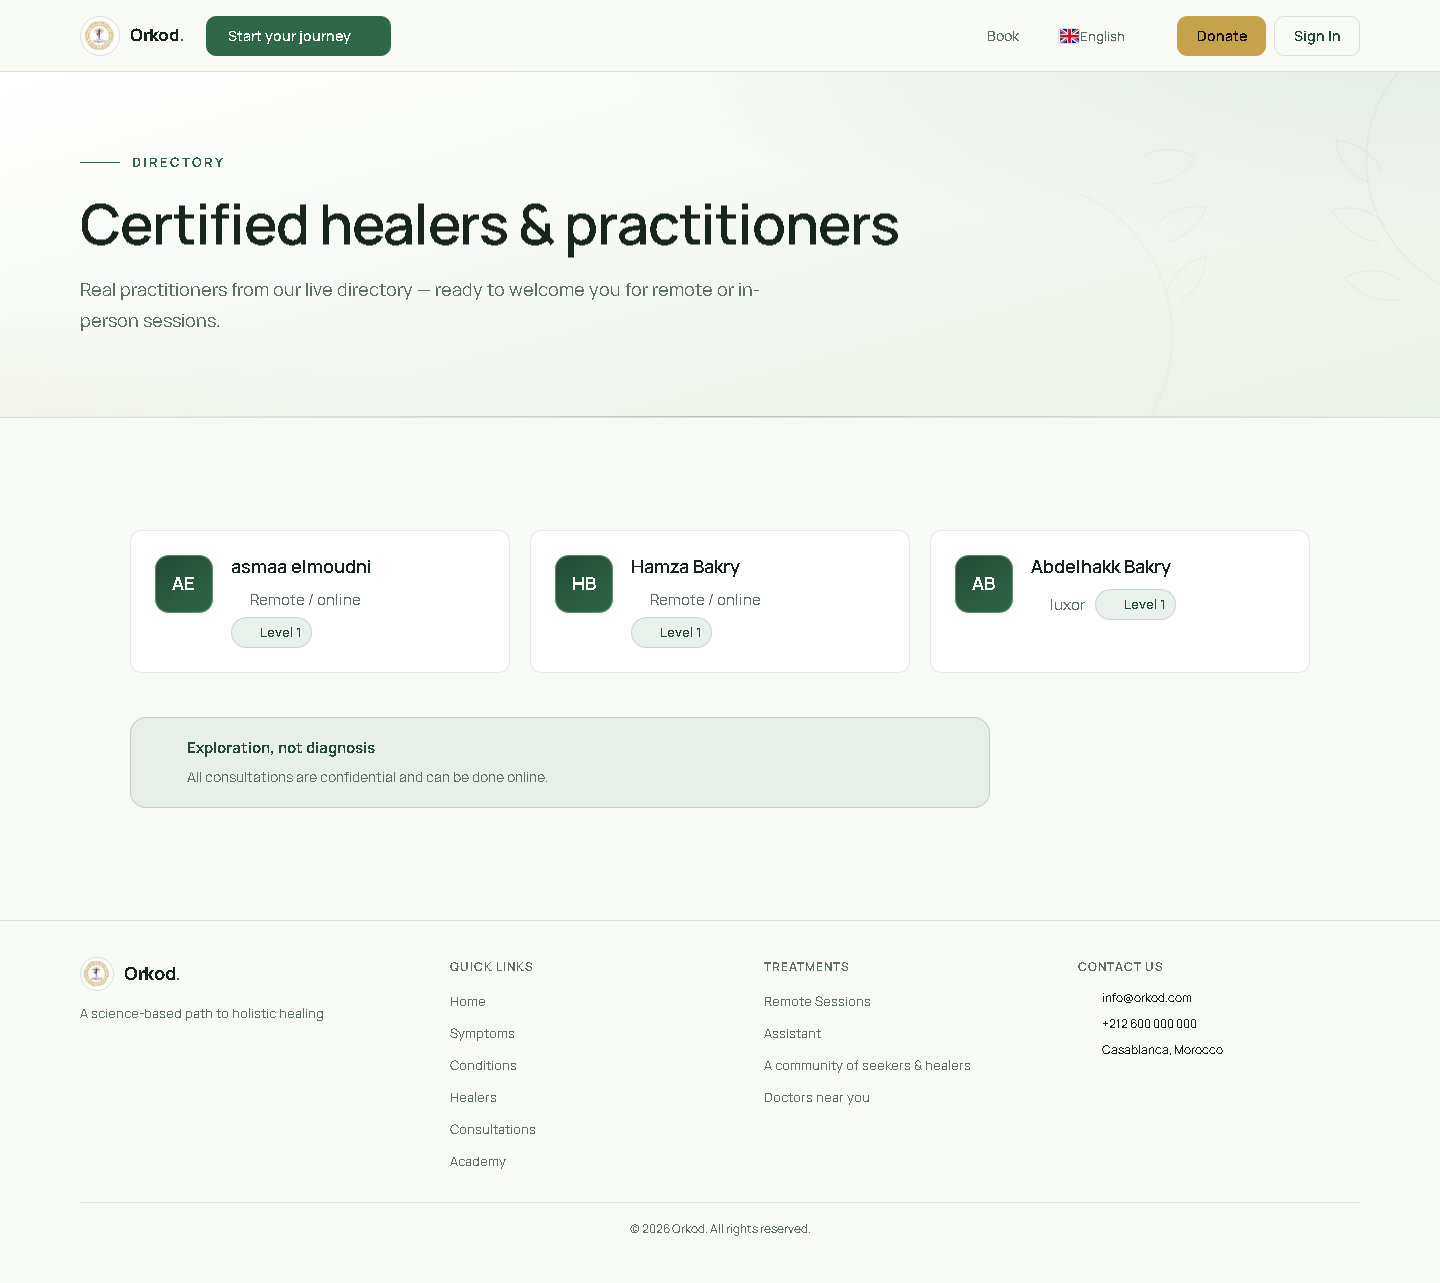 Orkod.
Start your journey
Book
English
Donate
Sign In
DIRECTORY
Certified healers & practitioners
Real practitioners from our live directory — ready to welcome you for remote or in-
person sessions.
AE
asmaa elmoudni
Remote / online
Level 1
HB
Hamza Bakry
Remote / online
Level 1
AB
Abdelhakk Bakry
luxor
Level 1
Exploration, not diagnosis
All consultations are confidential and can be done online.
Orkod.
A science-based path to holistic healing
QUICK LINKS
Home
Symptoms
Conditions
Healers
Consultations
Academy
TREATMENTS
Remote Sessions
Assistant
A community of seekers & healers
Doctors near you
CONTACT US
info@orkod.com
+212 600 000 000
Casablanca, Morocco
© 2026 Orkod. All rights reserved.